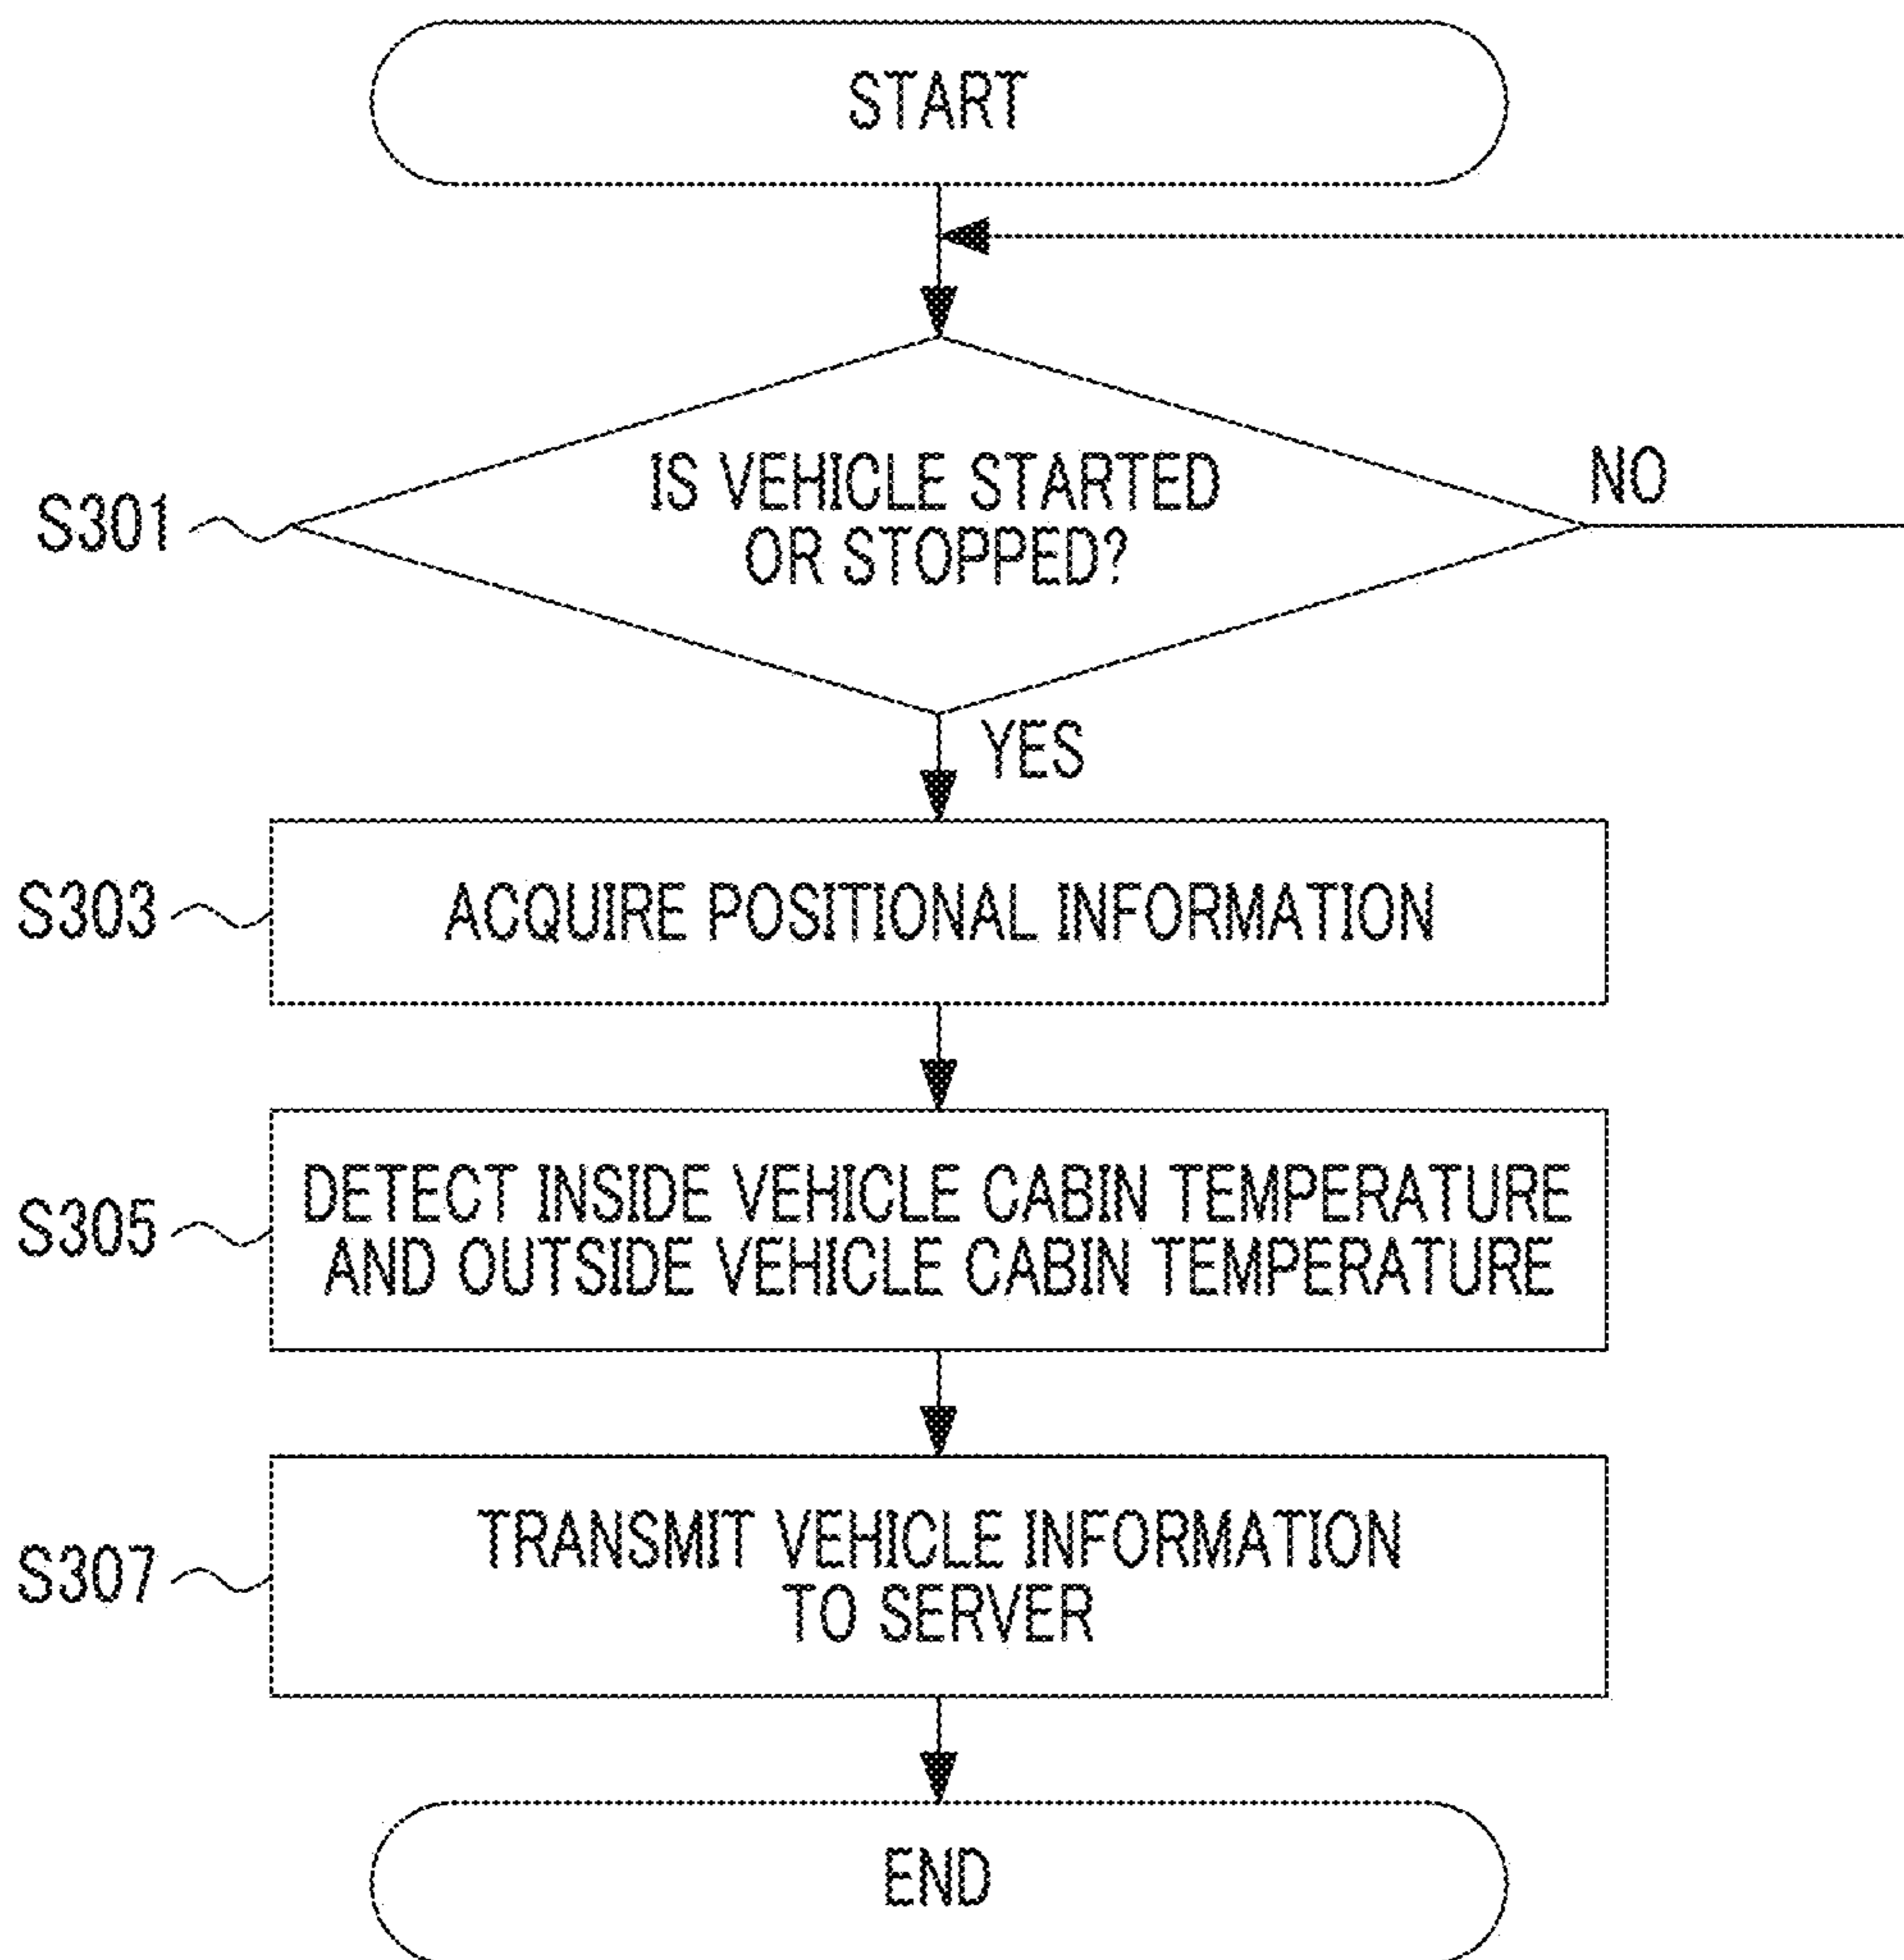 START
S301
IS VEHICLE STARTED
OR STOPPED?
NO
YES
S303
ACQUIRE POSITIONAL INFORMATION
S305
DETECT INSIDE VEHICLE CABIN TEMPERATURE
AND OUTSIDE VEHICLE CABIN TEMPERATURE
S307
TRANSMIT VEHICLE INFORMATION
TO SERVER
END